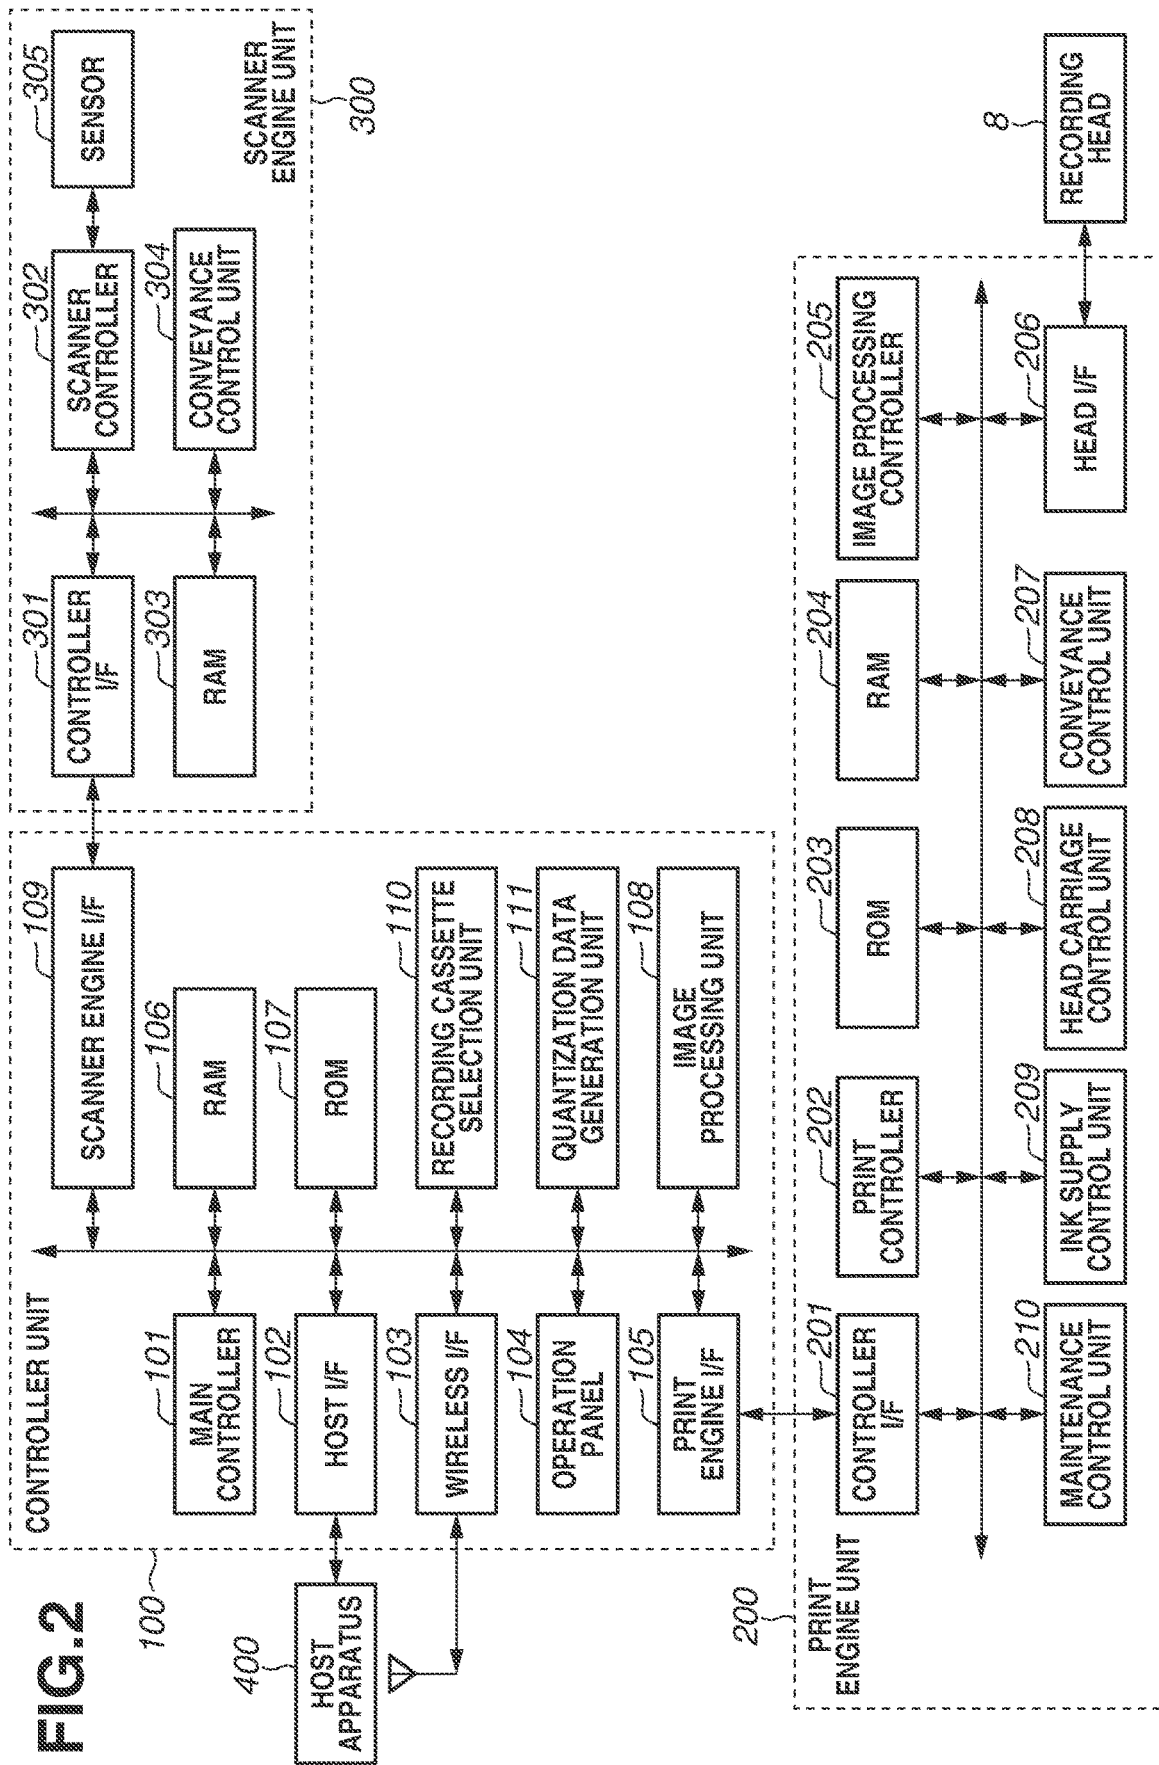 FIG.2
100
CONTROLLER UNIT
400
HOST
APPARATUS
101
MAIN
CONTROLLER
102
HOST I/F
103
WIRELESS I/F
104
OPERATION
PANEL
105
PRINT
ENGINE I/F
109
SCANNER ENGINE I/F
106
RAM
107
ROM
110
RECORDING CASSETTE
SELECTION UNIT
111
QUANTIZATION DATA
GENERATION UNIT
108
IMAGE
PROCESSING UNIT
301
CONTROLLER
I/F
303
RAM
302
SCANNER
CONTROLLER
304
CONVEYANCE
CONTROL UNIT
305
SENSOR
SCANNER
ENGINE UNIT
300
200
PRINT
ENGINE UNIT
201
CONTROLLER
I/F
202
PRINT
CONTROLLER
203
ROM
204
RAM
205
IMAGE PROCESSING
CONTROLLER
210
MAINTENANCE
CONTROL UNIT
209
INK SUPPLY
CONTROL UNIT
208
HEAD CARRIAGE
CONTROL UNIT
207
CONVEYANCE
CONTROL UNIT
206
HEAD I/F
8
RECORDING
HEAD